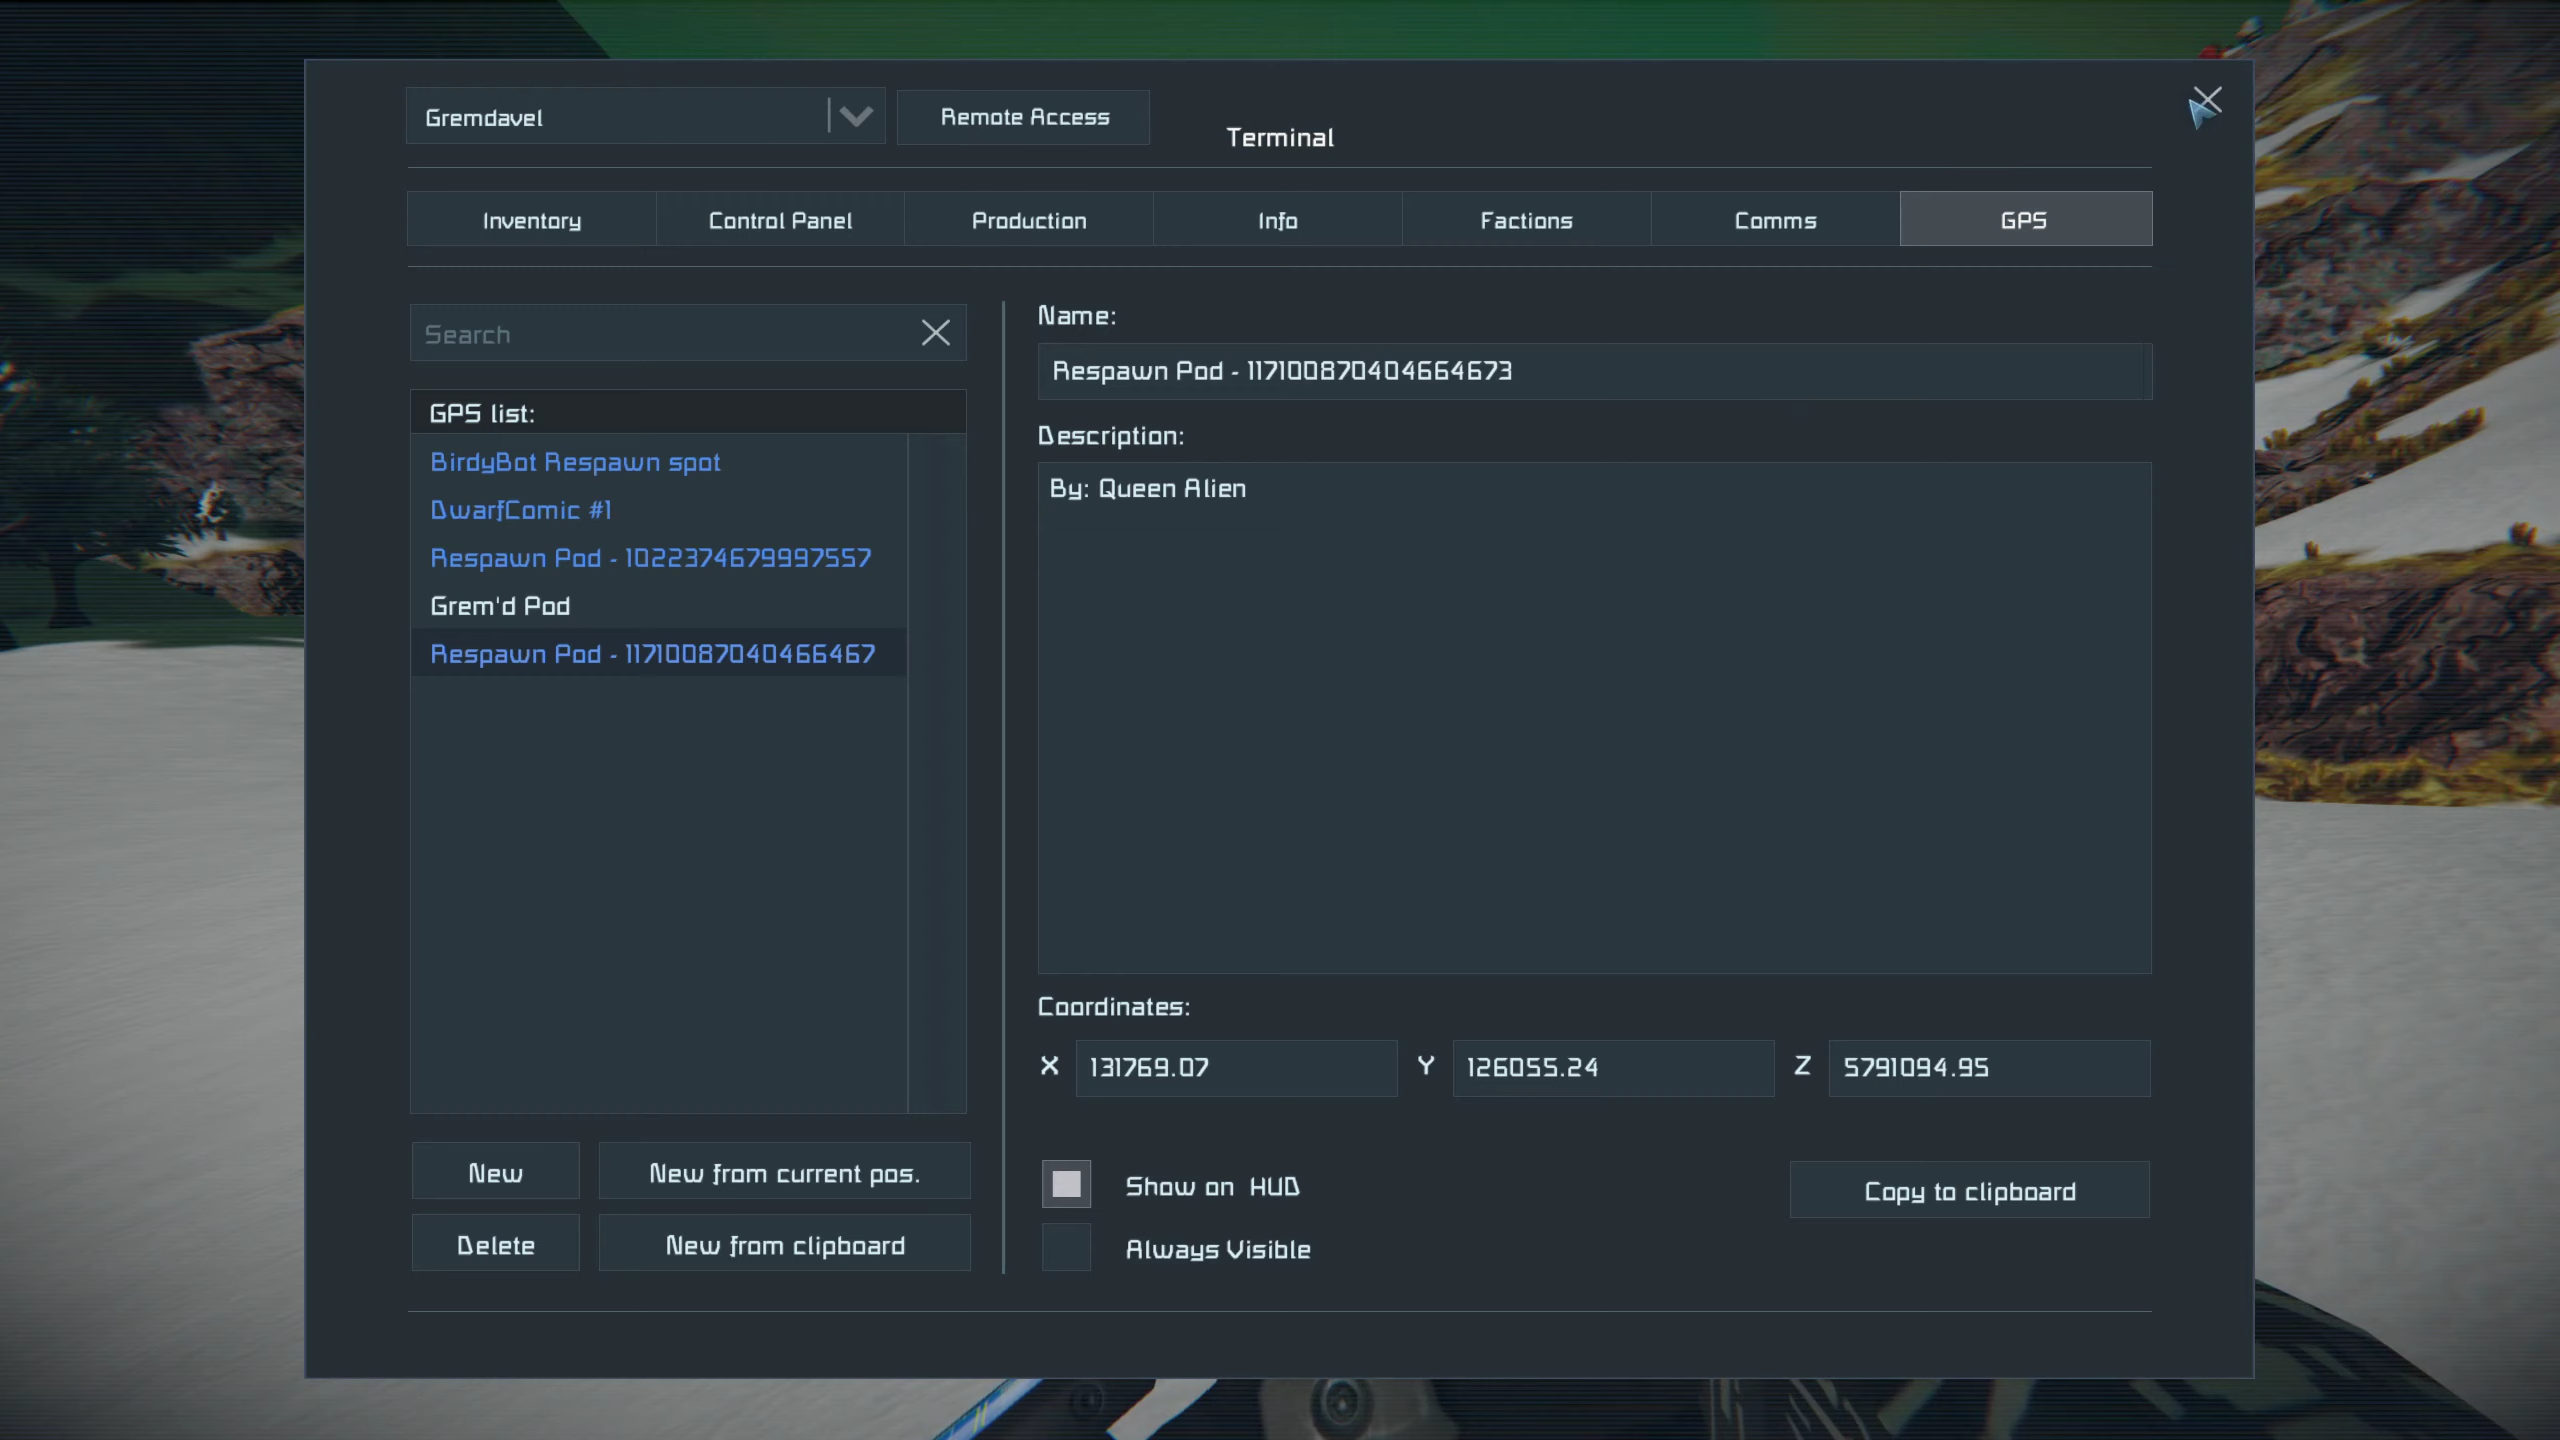 Gremdavel
Remote Access
Terminal
Inventory
Control Panel
Production
Info
Factions
Comms
GPS
Search
GPS list:
BirdyBot Respawn spot
DwarfComic #1
Respawn Pod - 1022374679997557
Grem'd Pod
Respawn Pod - 11710087040466467
New
New from current pos.
Delete
New from clipboard
Name:
Respawn Pod - 117100870404664673
Description:
By: Queen Alien
Coordinates:
X 131769.07 Y 126055.24 Z 5791094.95
Show on HUD
Copy to clipboard
Always Visible